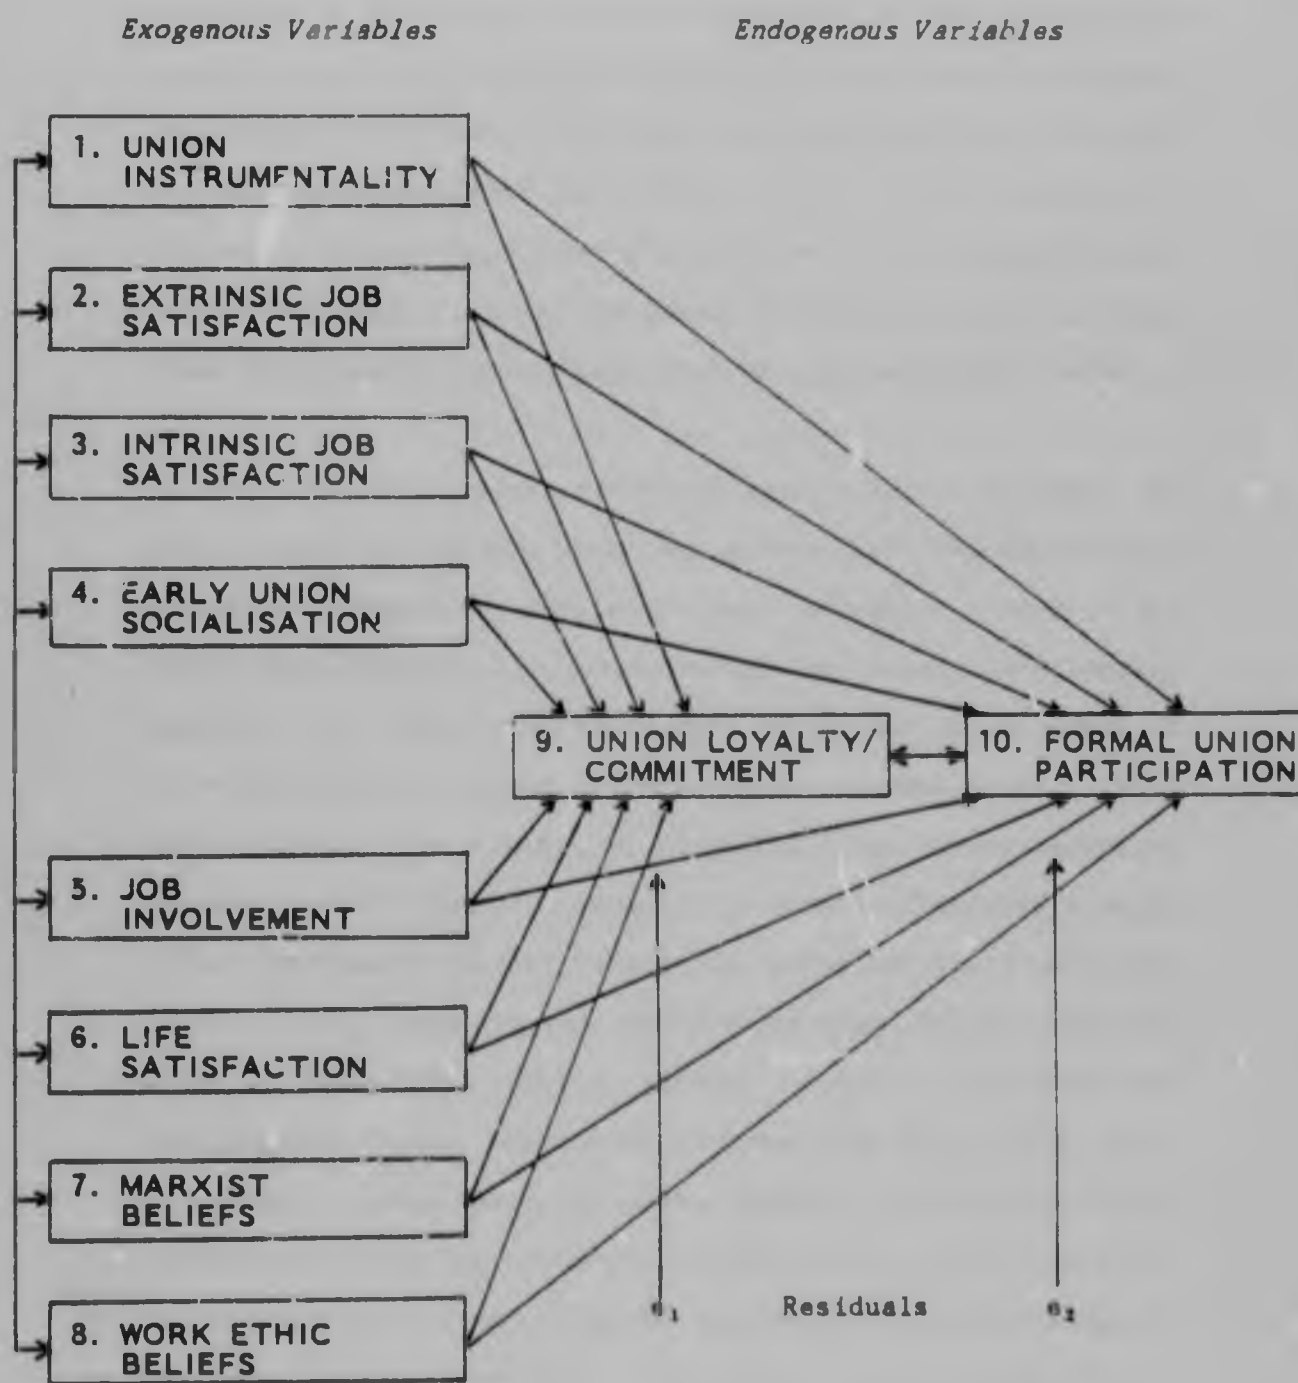 Exogenous Variables
Endogenous Variables
1. UNION
INSTRUMENTALITY
2. EXTRINSIC JOB
SATISFACTION
3. INTRINSIC JOB
SATISFACTION
4. EARLY UNION
SOCIALISATION
9. UNION LOYALTY/
COMMITMENT
10. FORMAL UNION
PARTICIPATION
5. JOB
INVOLVEMENT
6. LIFE
SATISFACTION
7. MARXIST
BELIEFS
8. WORK ETHIC
BELIEFS
Residuals